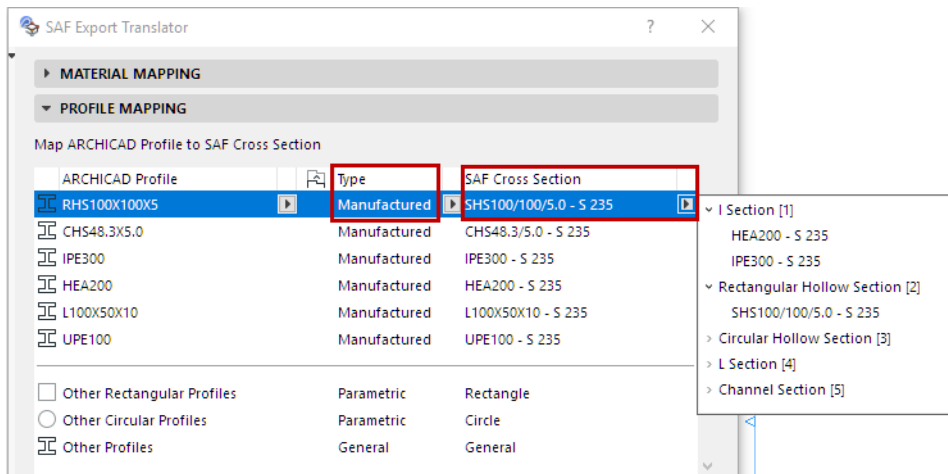 SAF Export Translator ?
MATERIAL MAPPING
PROFILE MAPPING
Map ARCHICAD Profile to SAF Cross Section
ARCHICAD Profile Type SAF Cross Section
RHS100X100X5 Manufactured SHS100/100/5.0 - S 235
CHS48.3X5.0 Manufactured CHS48.3/5.0 - S 235
IPE300 Manufactured IPE300 - S 235
HEA200 Manufactured HEA200 - S 235
L100X50X10 Manufactured L100X50X10 - S 235
UPE100 Manufactured UPE100 - S 235
Other Rectangular Profiles Parametric Rectangle
Other Circular Profiles Parametric Circle
Other Profiles General General
I Section [1]
HEA200 - S 235
IPE300 - S 235
Rectangular Hollow Section [2]
SHS100/100/5.0 - S 235
Circular Hollow Section [3]
L Section [4]
Channel Section [5]